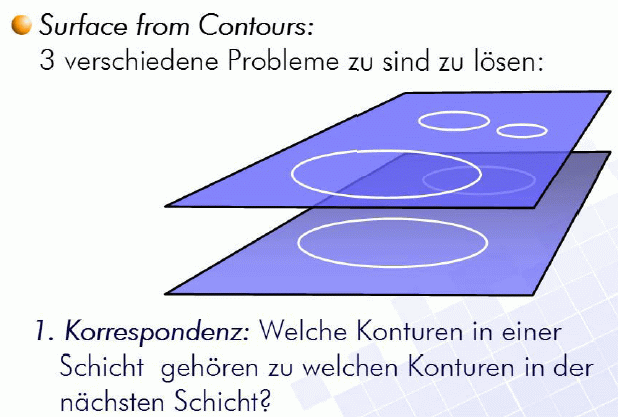 Surface from Contours:
3 verschiedene Probleme zu sind zu lösen:
1. Korrespondenz: Welche Konturen in einer
Schicht gehören zu welchen Konturen in der
nächsten Schicht?